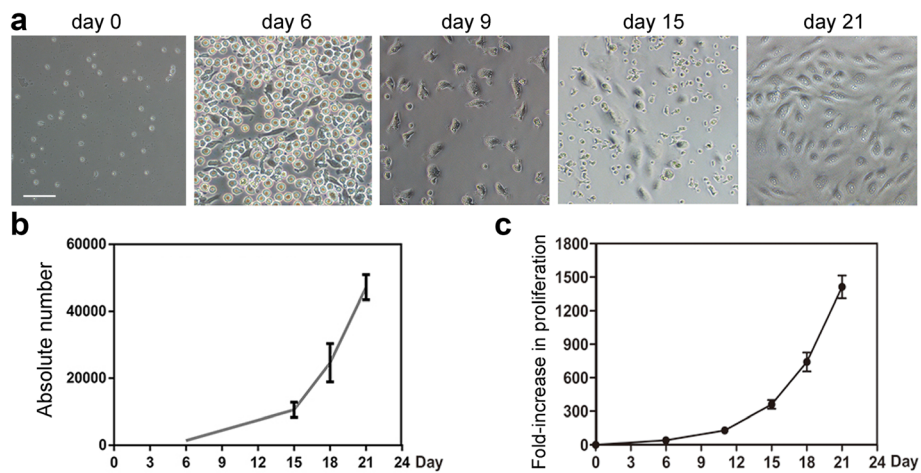 a day 0 day 6 day 9 day 15 day 21
b
Absolute number
60000
40000
20000
0
0 3 6 9 12 15 18 21 24 Day
c
Fold-increase in proliferation
1800
1500
1200
900
600
300
0
0 3 6 9 12 15 18 21 24 Day